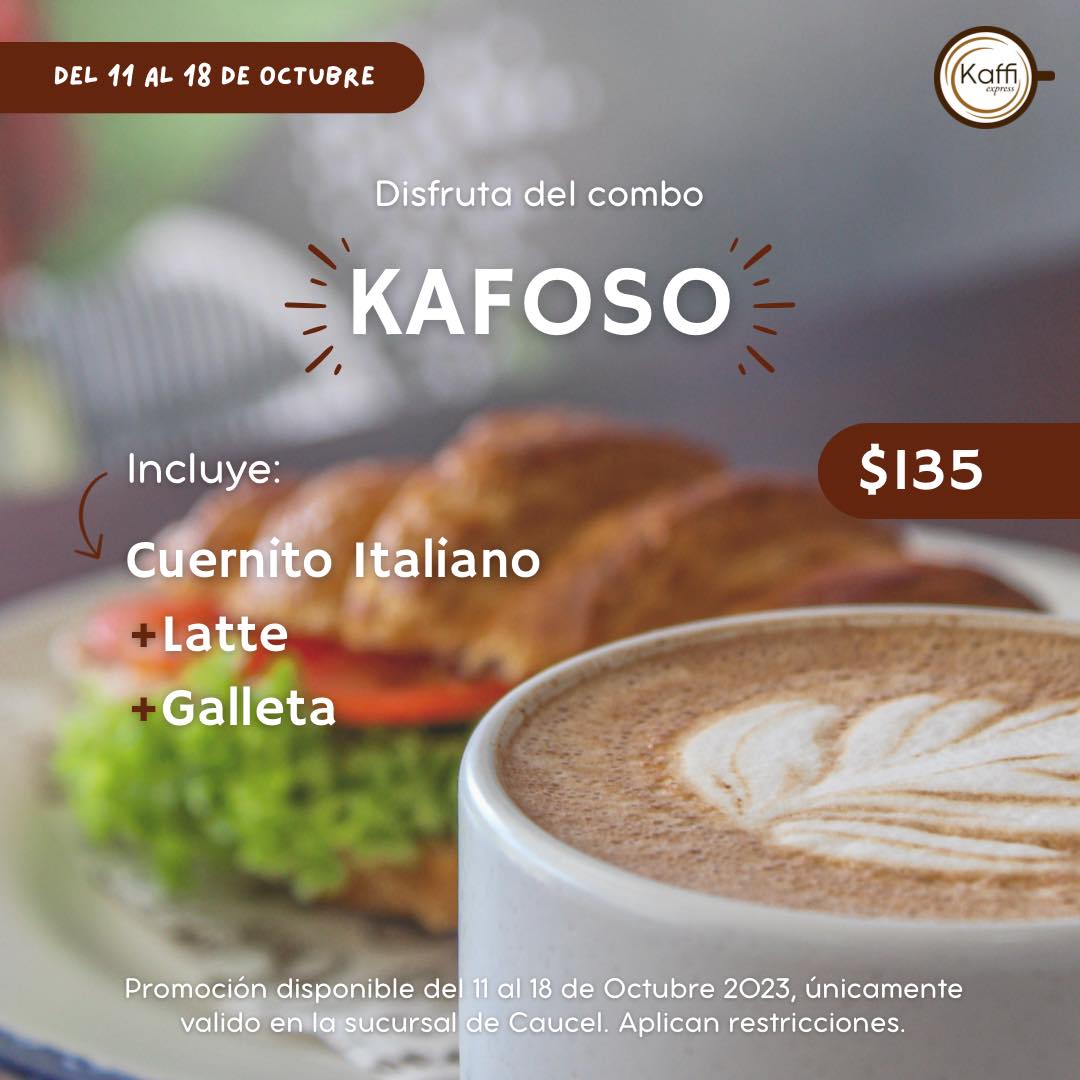 DEL 11 AL 18 DE OCTUBRE
Kaffi
express
Disfruta del combo
KAFOSO
Incluye:
$135
Cuernito Italiano
+Latte
+Galleta
Promoción disponible del 11 al 18 de Octubre 2023, únicamente
valido en la sucursal de Caucel. Aplican restricciones.